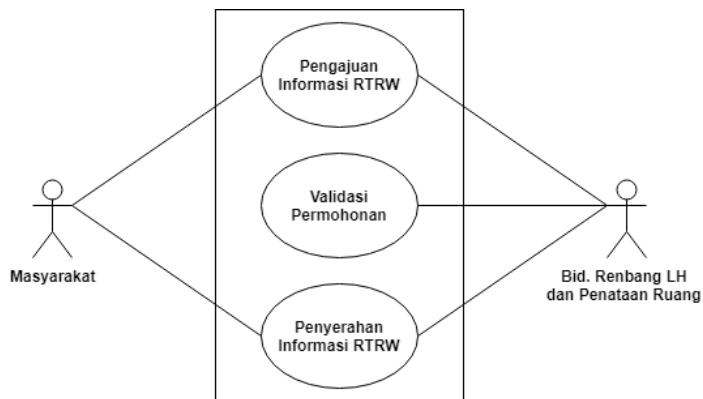 Pengajuan
Informasi RTRW
Validasi
Permohonan
Masyarakat
Bid. Renbang LH
dan Penataan Ruang
Penyerahan
Informasi RTRW